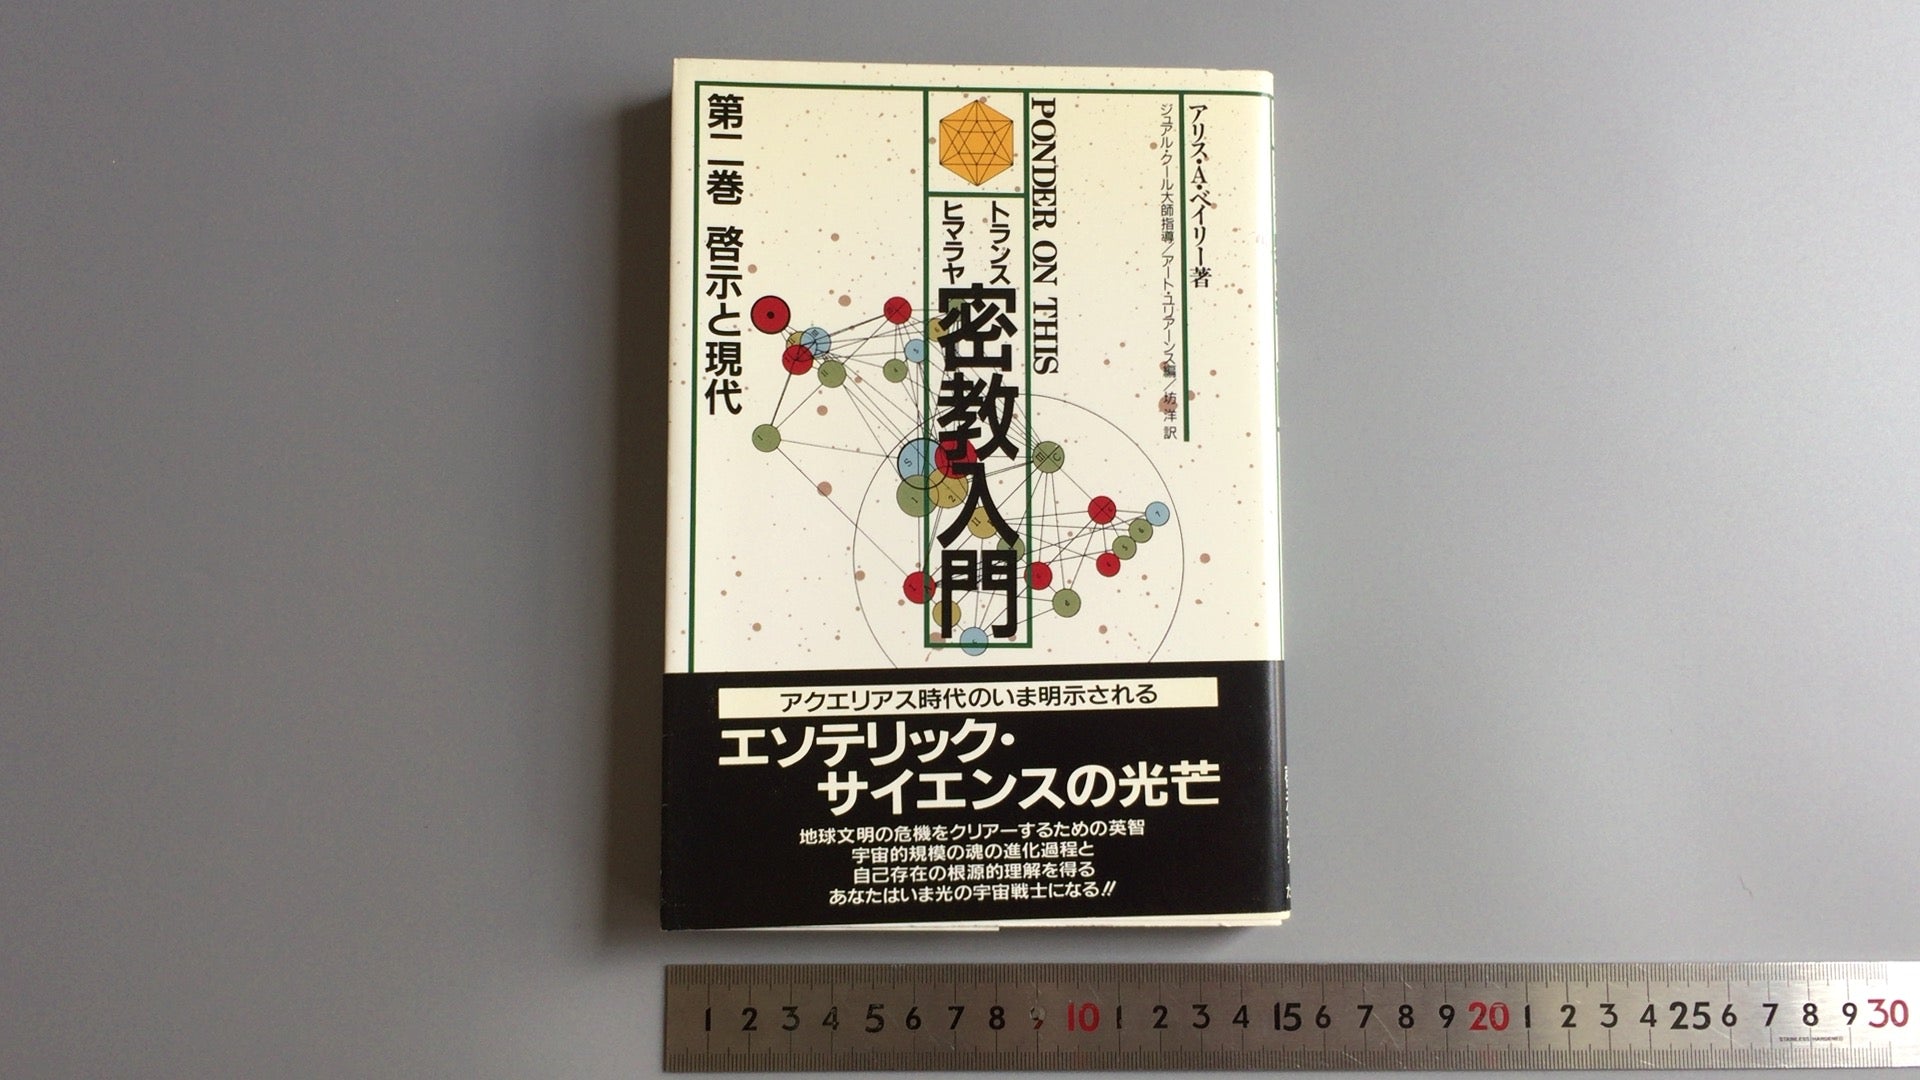 アリス・A・ベイリー著
ジュアル・クール大師指導/アート・ユリアーンス編/坊 洋 訳
PONDER ON THIS
トランス
ヒマラヤ
密教入門
第二巻 啓示と現代
アクエリアス時代のいま明示される
エソテリック・
サイエンスの光芒
地球文明の危機をクリアーするための英智
宇宙的規模の魂の進化過程と
自己存在の根源的理解を得る
あなたはいま光の宇宙戦士になる!!
1 2 3 4 5 6 7 8 9 10 1 2 3 4 15 6 7 8 9 20 1 2 3 4 25 6 7 8 9 30
STAINLESS HARDENED